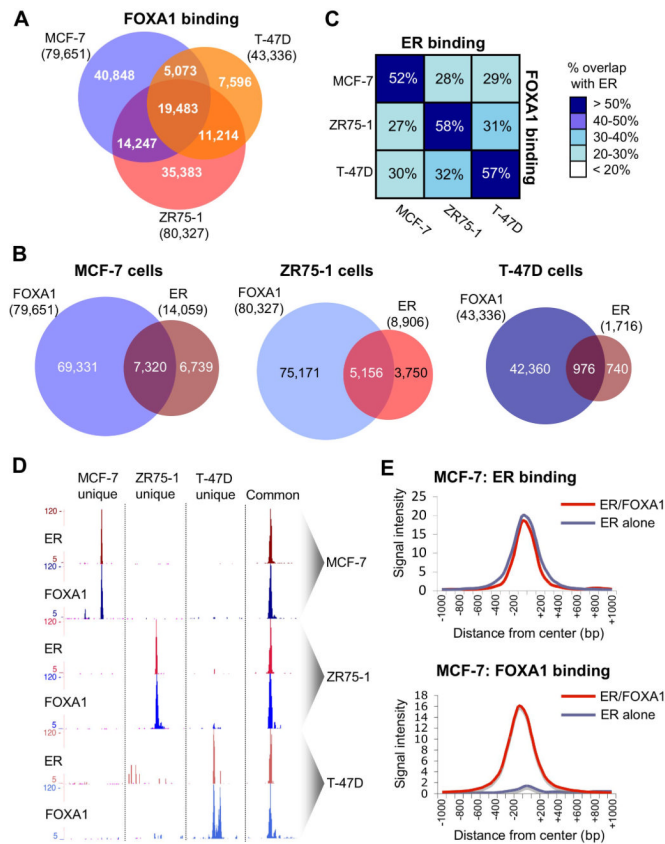 A
FOXA1 binding
MCF-7
(79,651)
T-47D
(43,336)
40,848
5,073
7,596
19,483
14,247
11,214
35,383
ZR75-1
(80,327)
C
ER binding
FOXA1 binding
MCF-7
52%
28%
29%
ZR75-1
27%
58%
31%
T-47D
30%
32%
57%
MCF-7
ZR75-1
T-47D
% overlap
with ER
> 50%
40-50%
30-40%
20-30%
< 20%
B
MCF-7 cells
FOXA1
(79,651)
ER
(14,059)
69,331
7,320
6,739
ZR75-1 cells
FOXA1
(80,327)
ER
(8,906)
75,171
5,156
3,750
T-47D cells
FOXA1
(43,336)
ER
(1,716)
42,360
976
740
D
MCF-7
unique
ZR75-1
unique
T-47D
unique
Common
120 -
ER
5
120 -
FOXA1
5
MCF-7
120 -
ER
5
120 -
FOXA1
5
ZR75-1
120 -
ER
5
120 -
FOXA1
5
T-47D
E
MCF-7: ER binding
Signal intensity
25
20
15
10
5
0
ER/FOXA1
ER alone
-1000
-800
-600
-400
-200
0
+200
+400
+600
+800
+1000
Distance from center (bp)
MCF-7: FOXA1 binding
Signal intensity
18
16
14
12
10
8
6
4
2
0
ER/FOXA1
ER alone
-1000
-800
-600
-400
-200
0
+200
+400
+600
+800
+1000
Distance from center (bp)